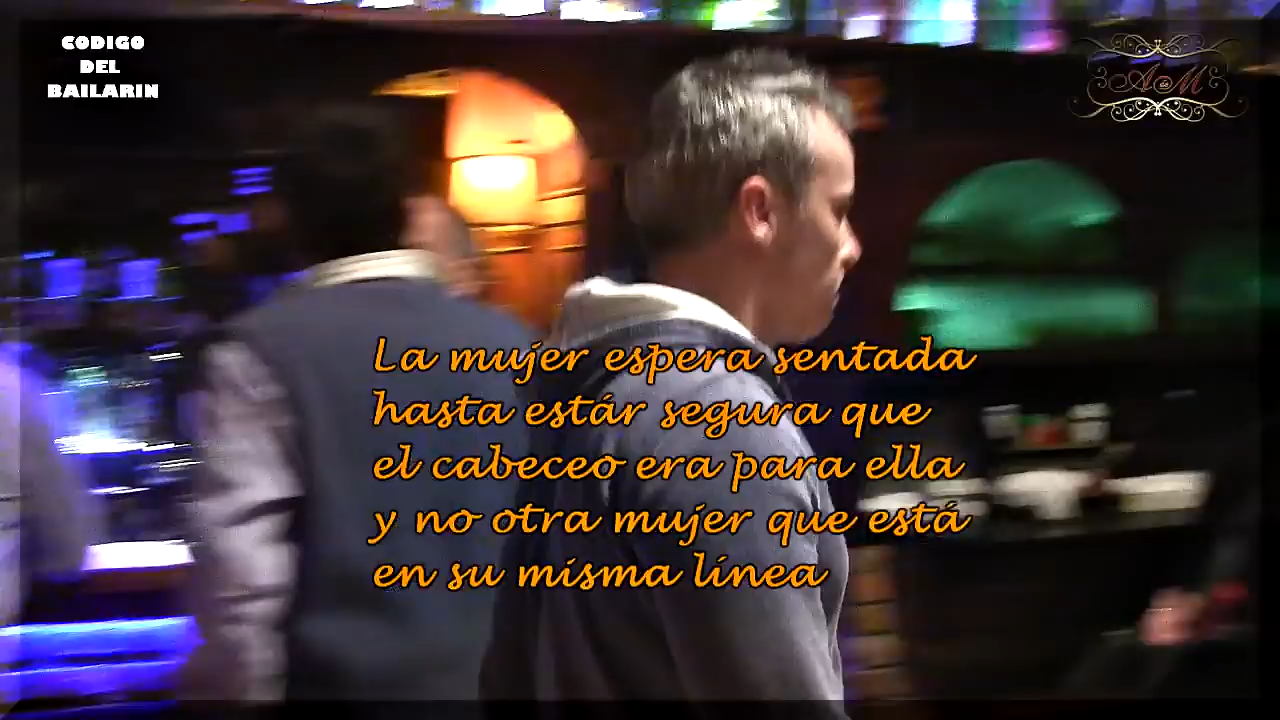 CODIGO
DEL
BAILARIN
A de M
La mujer espera sentada
hasta estár segura que
el cabeceo era para ella
y no otra mujer que está
en su misma línea